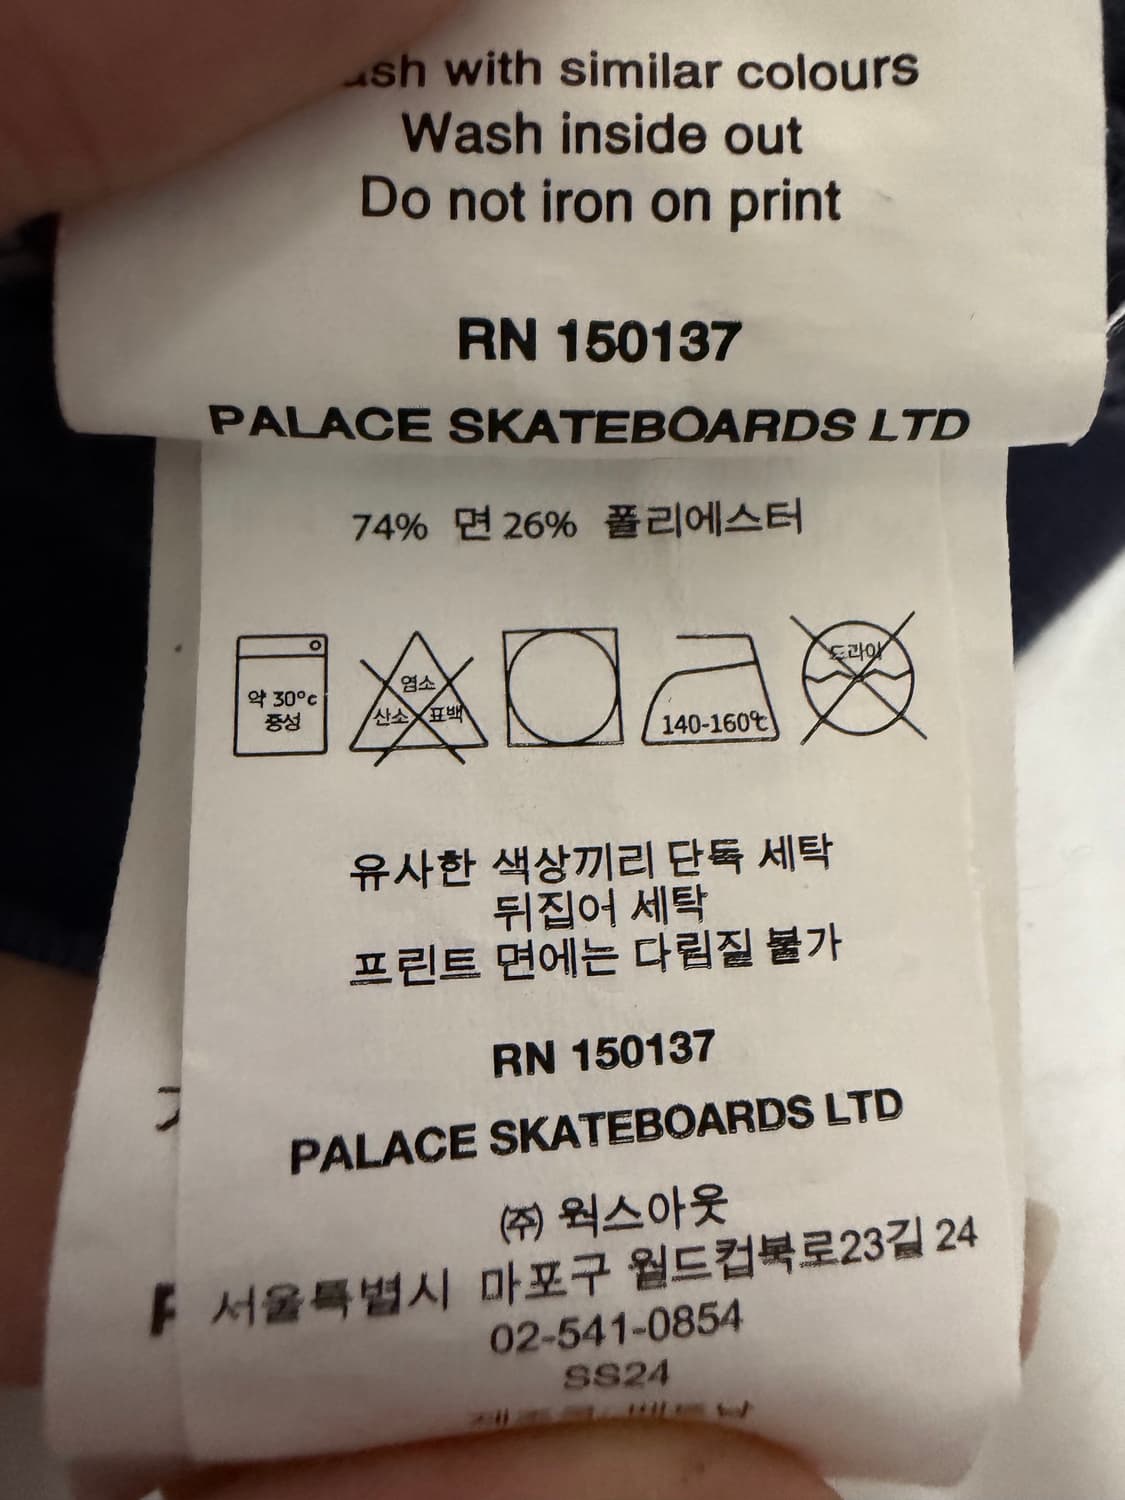 with similar colours
Wash inside out
Do not iron on print
RN 150137
PALACE SKATEBOARDS LTD
74% 면 26% 폴리에스터
약 30°c
중성
염소
산소 표백
140-160℃
드라이
유사한 색상끼리 단독 세탁
뒤집어 세탁
프린트 면에는 다림질 불가
RN 150137
PALACE SKATEBOARDS LTD
㈜ 웍스아웃
서울특별시 마포구 월드컵북로23길 24
02-541-0854
SS24